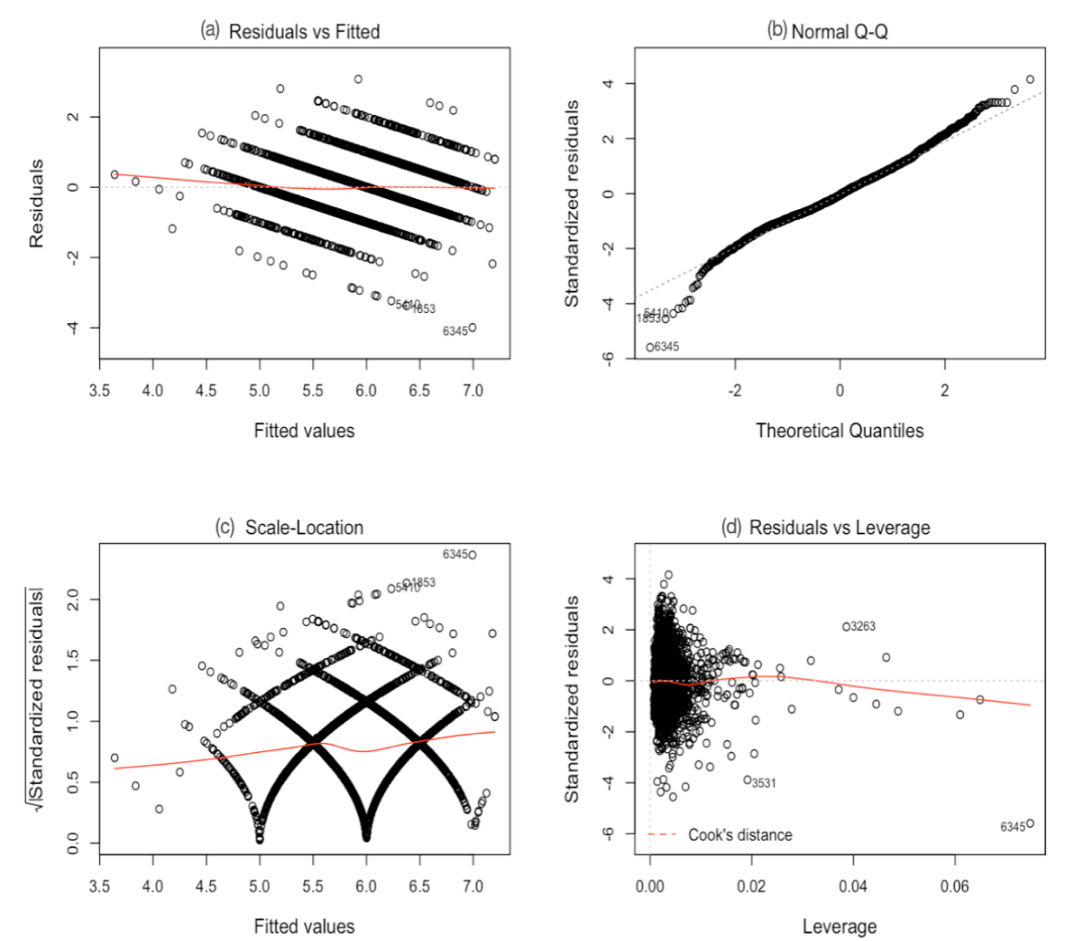 (a) Residuals vs Fitted
Residuals
2
0
-2
-4
5410
1853
6345
3.5 4.0 4.5 5.0 5.5 6.0 6.5 7.0
Fitted values
(b) Normal Q-Q
Standardized residuals
4
2
0
-2
-4
-6
5410
1853
6345
-2 0 2
Theoretical Quantiles
(c) Scale-Location
√|Standardized residuals|
2.0
1.5
1.0
0.5
0.0
6345
1853
5410
3.5 4.0 4.5 5.0 5.5 6.0 6.5 7.0
Fitted values
(d) Residuals vs Leverage
Standardized residuals
4
2
0
-2
-4
-6
3263
3531
6345
Cook's distance
0.00 0.02 0.04 0.06
Leverage